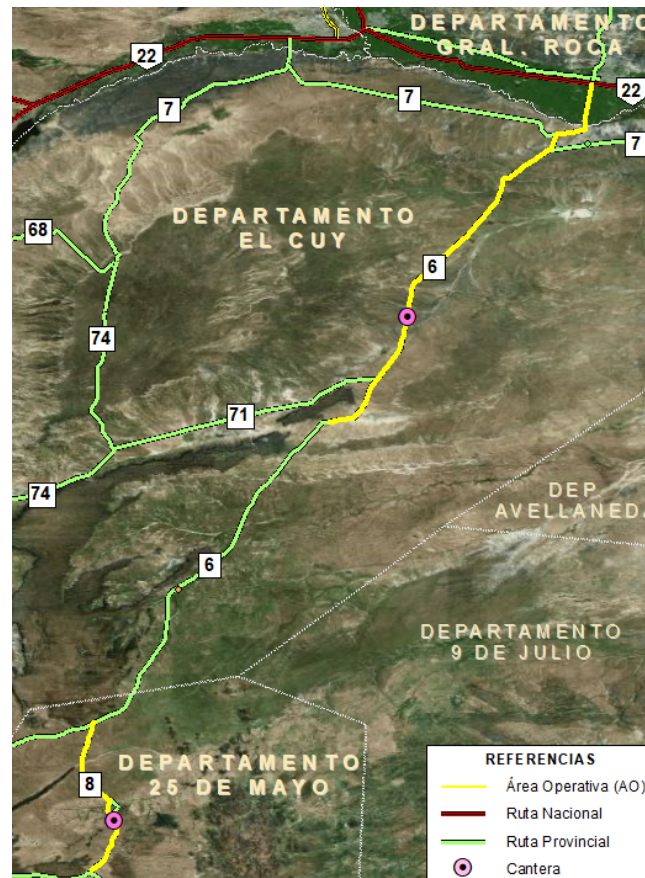 DEPARTAMENTO
GRAL. ROCA
22
22
7
7
7
DEPARTAMENTO
EL CUY
68
6
74
71
74
DEP.
AVELLANEDA
6
DEPARTAMENTO
9 DE JULIO
DEPARTAMENTO
25 DE MAYO
8
REFERENCIAS
Área Operativa (AO)
Ruta Nacional
Ruta Provincial
Cantera